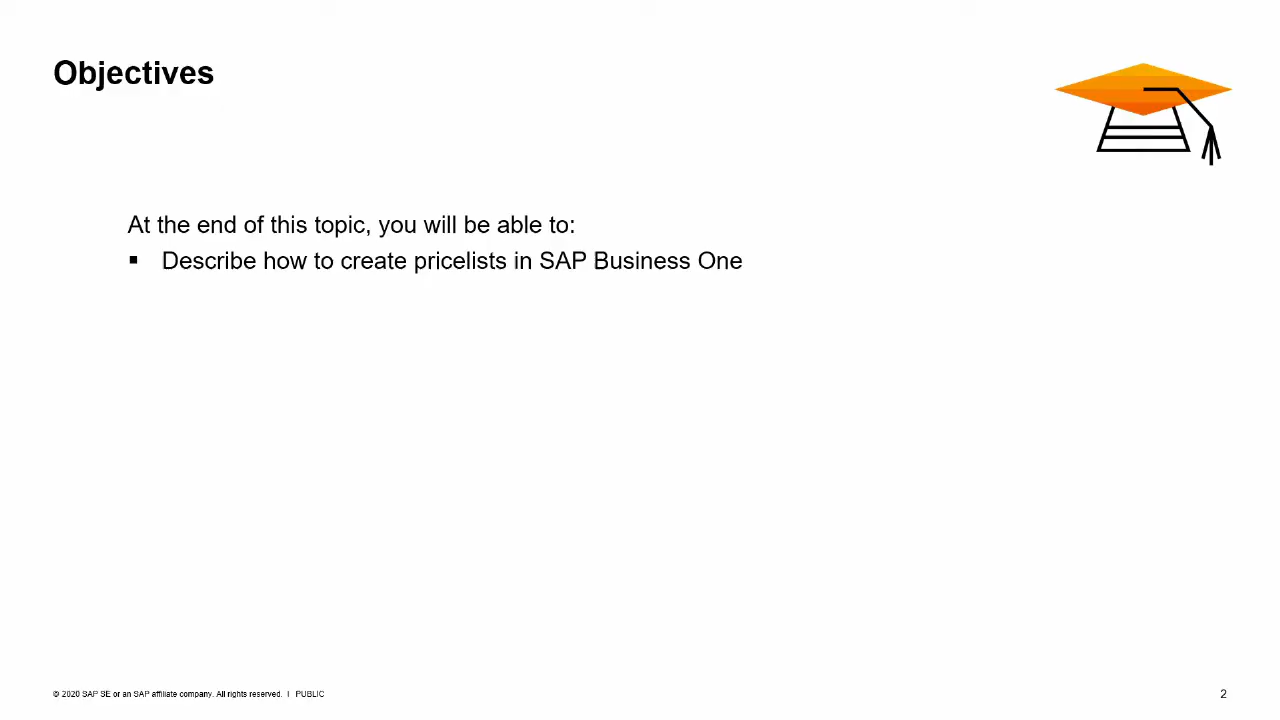 Objectives
At the end of this topic, you will be able to:
▪ Describe how to create pricelists in SAP Business One
© 2020 SAP SE or an SAP affiliate company. All rights reserved. I PUBLIC
2